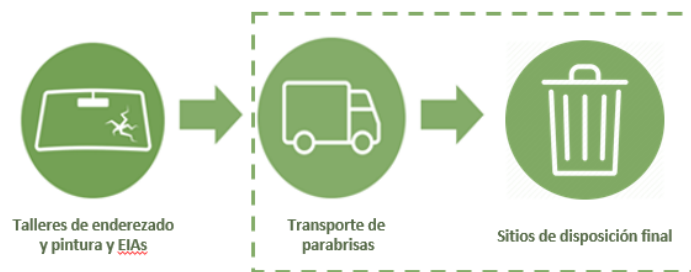 Talleres de enderezado
y pintura y EIAs
Transporte de
parabrisas
Sitios de disposición final